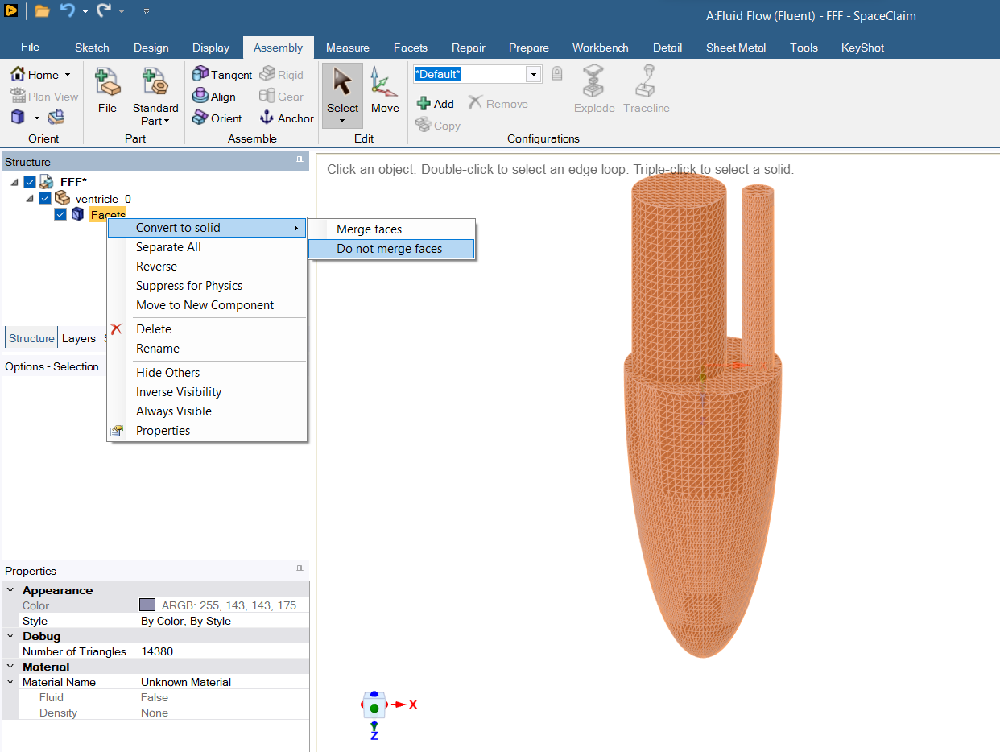 A:Fluid Flow (Fluent) - FFF - SpaceClaim
File Sketch Design Display Assembly Measure Facets Repair Prepare Workbench Detail Sheet Metal Tools KeyShot
Home
Plan View
Orient
File
Standard
Part
Part
Tangent Rigid
Align Gear
Orient Anchor
Assemble
Select Move
Edit
*Default*
Add Remove
Copy
Explode Traceline
Configurations
Structure
FFF*
ventricle_0
Facets
Convert to solid
Separate All
Reverse
Suppress for Physics
Move to New Component
Delete
Rename
Hide Others
Inverse Visibility
Always Visible
Properties
Merge faces
Do not merge faces
Structure Layers
Options - Selection
Properties
Appearance
Color ARGB: 255, 143, 143, 175
Style By Color, By Style
Debug
Number of Triangles 14380
Material
Material Name Unknown Material
Fluid False
Density None
Click an object. Double-click to select an edge loop. Triple-click to select a solid.
X
Z